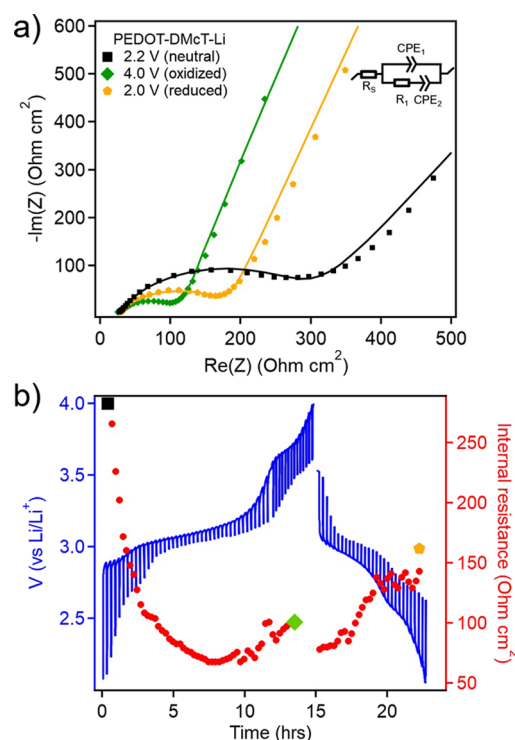 a)
PEDOT-DMcT-Li
2.2 V (neutral)
4.0 V (oxidized)
2.0 V (reduced)
CPE1
RS
R1
CPE2
600
500
400
300
200
100
-Im(Z) (Ohm cm2)
0
100
200
300
400
500
Re(Z) (Ohm cm2)
b)
4.0
3.5
3.0
2.5
V (vs Li/Li+)
250
200
150
100
50
Internal resistance
(Ohm cm2)
0
5
10
15
20
Time (hrs)